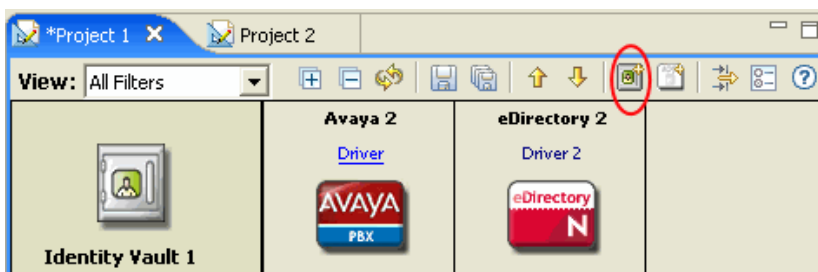 *Project 1
Project 2
View: All Filters
Avaya 2
eDirectory 2
Driver
Driver 2
AVAYA
PBX
eDirectory
N
Identity Vault 1